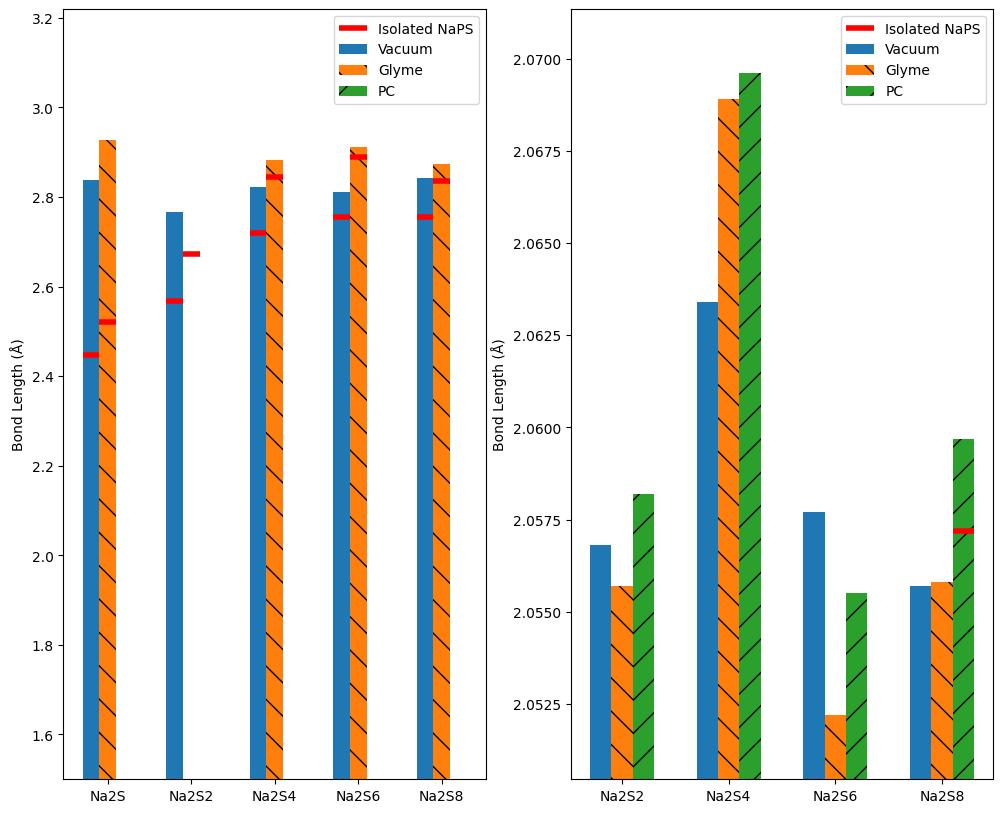 3.2
3.0
2.8
2.6
2.4
2.2
2.0
1.8
1.6
Bond Length (Å)
Na2S Na2S2 Na2S4 Na2S6 Na2S8
Isolated NaPS
Vacuum
Glyme
PC
2.0700
2.0675
2.0650
2.0625
2.0600
2.0575
2.0550
2.0525
Bond Length (Å)
Na2S2 Na2S4 Na2S6 Na2S8
Isolated NaPS
Vacuum
Glyme
PC